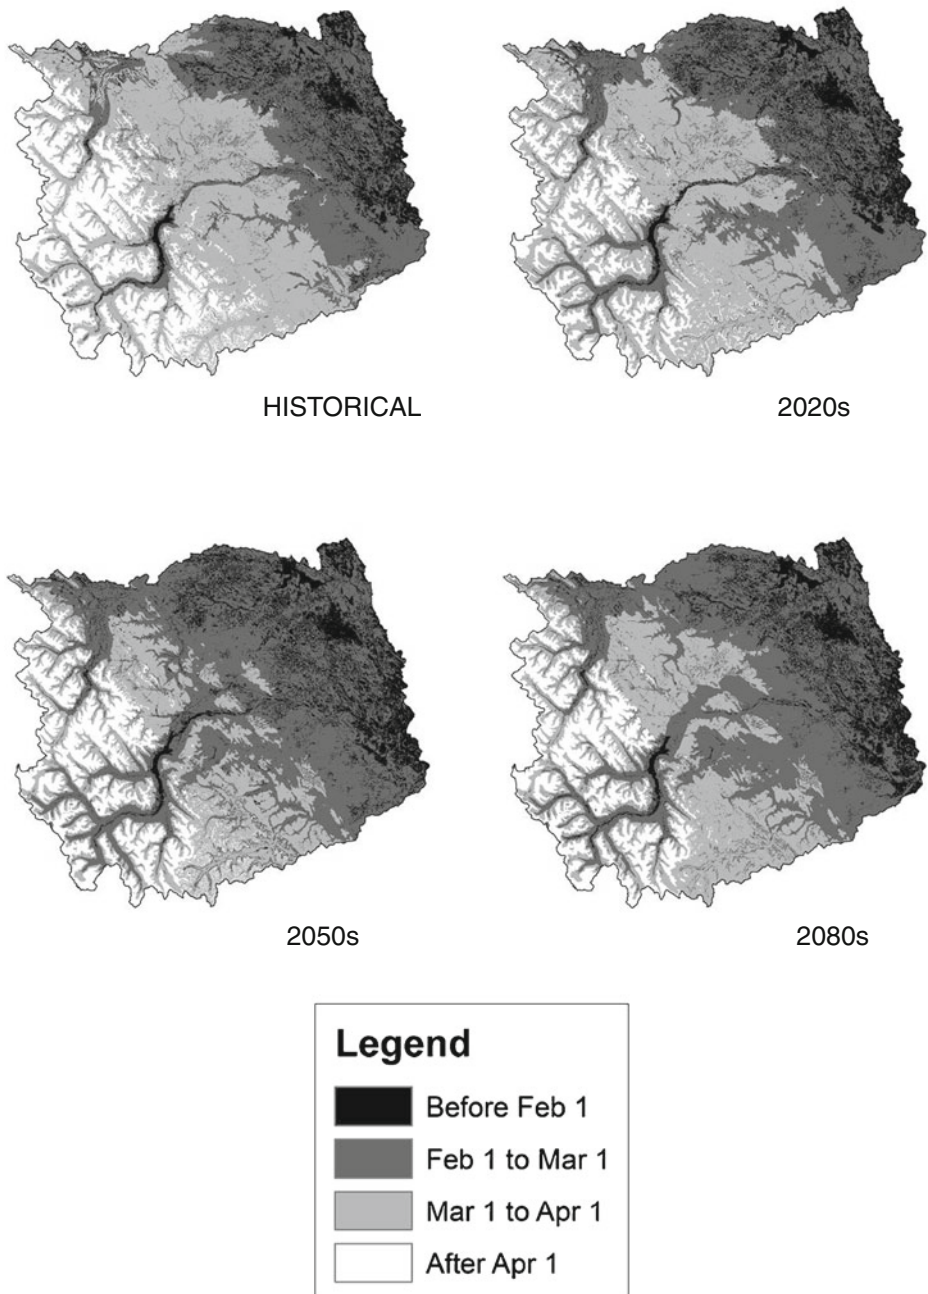 HISTORICAL
2020s
2050s
2080s
Legend
Before Feb 1
Feb 1 to Mar 1
Mar 1 to Apr 1
After Apr 1